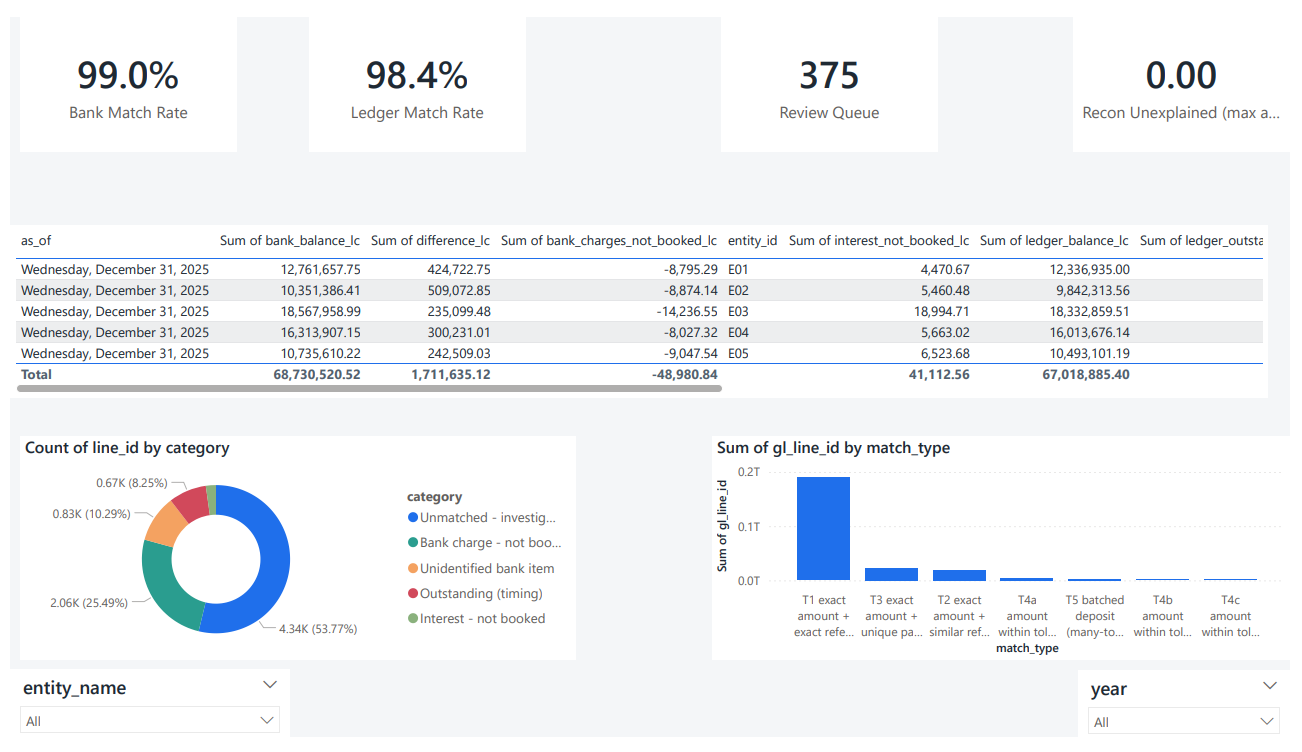 99.0%
Bank Match Rate
98.4%
Ledger Match Rate
375
Review Queue
0.00
Recon Unexplained (max a...
as_of Sum of bank_balance_lc Sum of difference_lc Sum of bank_charges_not_booked_lc entity_id Sum of interest_not_booked_lc Sum of ledger_balance_lc Sum of ledger_outsta
Wednesday, December 31, 2025 12,761,657.75 424,722.75 -8,795.29 E01 4,470.67 12,336,935.00
Wednesday, December 31, 2025 10,351,386.41 509,072.85 -8,874.14 E02 5,460.48 9,842,313.56
Wednesday, December 31, 2025 18,567,958.99 235,099.48 -14,236.55 E03 18,994.71 18,332,859.51
Wednesday, December 31, 2025 16,313,907.15 300,231.01 -8,027.32 E04 5,663.02 16,013,676.14
Wednesday, December 31, 2025 10,735,610.22 242,509.03 -9,047.54 E05 6,523.68 10,493,101.19
Total 68,730,520.52 1,711,635.12 -48,980.84 41,112.56 67,018,885.40
Count of line_id by category
0.67K (8.25%)
0.83K (10.29%)
2.06K (25.49%)
4.34K (53.77%)
category
Unmatched - investig...
Bank charge - not boo...
Unidentified bank item
Outstanding (timing)
Interest - not booked
Sum of gl_line_id by match_type
Sum of gl_line_id
0.2T
0.1T
0.0T
T1 exact
amount +
exact refe...
T3 exact
amount +
unique pa...
T2 exact
amount +
similar ref...
T4a
amount
within tol...
T5 batched
deposit
(many-to...
T4b
amount
within tol...
T4c
amount
within tol...
match_type
entity_name
All
year
All